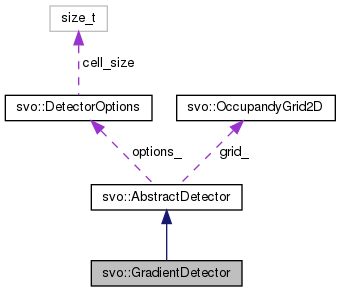 size_t
cell_size
svo::DetectorOptions
svo::OccupandyGrid2D
options_
grid_
svo::AbstractDetector
svo::GradientDetector